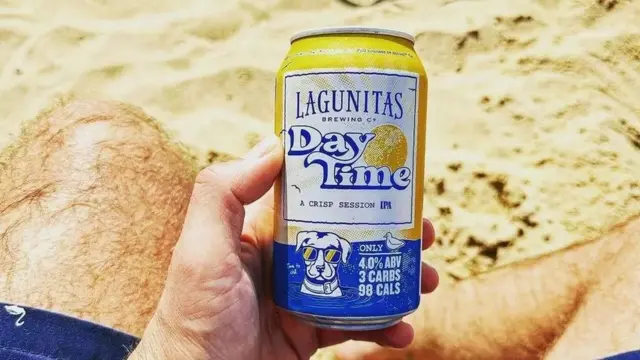 LAGUNITAS
BREWING Cº
Day
Time
A CRISP SESSION IPA
ONLY
4.0% ABV
3 CARBS
98 CALS